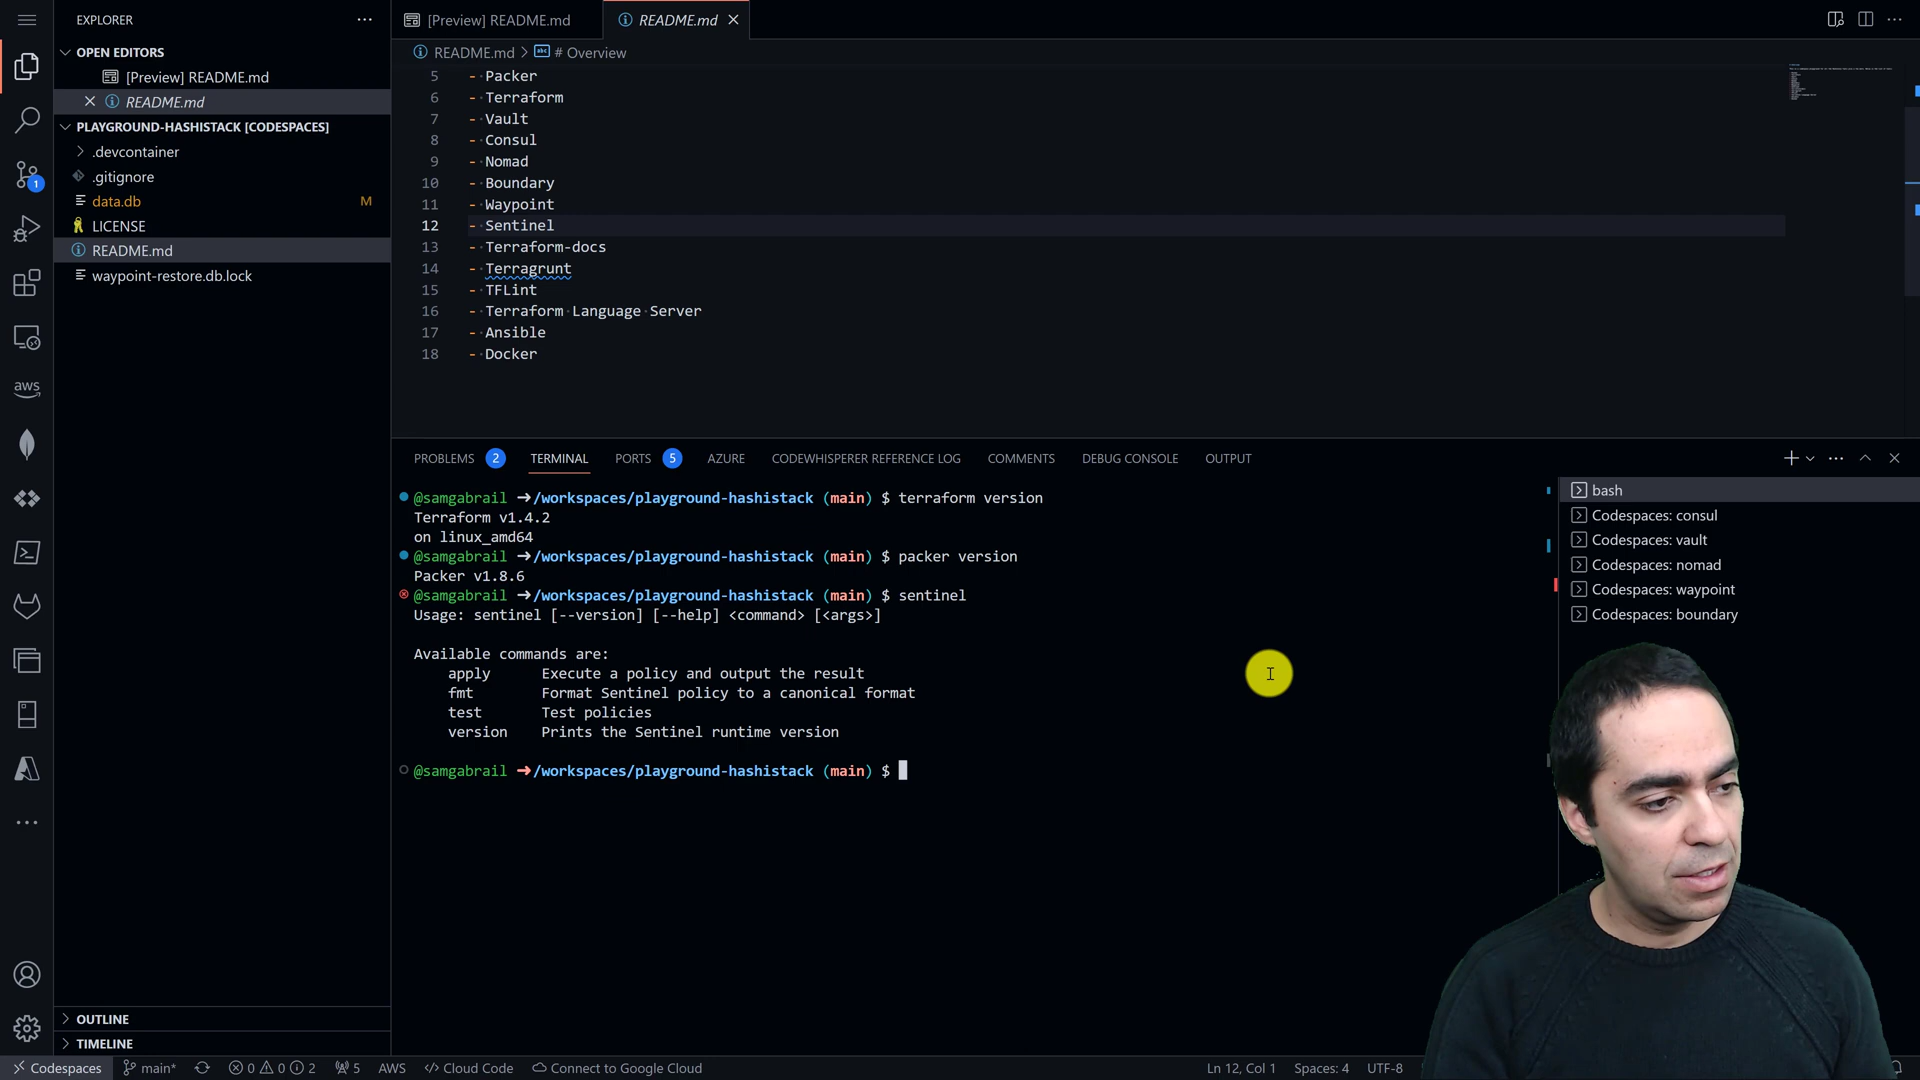 EXPLORER
OPEN EDITORS
[Preview] README.md
README.md
PLAYGROUND-HASHISTACK [CODESPACES]
.devcontainer
.gitignore
data.db M
LICENSE
README.md
waypoint-restore.db.lock
OUTLINE
TIMELINE
1
aws
[Preview] README.md
README.md
README.md > # Overview
5 - Packer
6 - Terraform
7 - Vault
8 - Consul
9 - Nomad
10 - Boundary
11 - Waypoint
12 - Sentinel
13 - Terraform-docs
14 - Terragrunt
15 - TFLint
16 - Terraform Language Server
17 - Ansible
18 - Docker
PROBLEMS 2 TERMINAL PORTS 5 AZURE CODEWHISPERER REFERENCE LOG COMMENTS DEBUG CONSOLE OUTPUT
@samgabrail ➜/workspaces/playground-hashistack (main) $ terraform version
Terraform v1.4.2
on linux_amd64
@samgabrail ➜/workspaces/playground-hashistack (main) $ packer version
Packer v1.8.6
@samgabrail ➜/workspaces/playground-hashistack (main) $ sentinel
Usage: sentinel [--version] [--help] <command> [<args>]
Available commands are:
apply Execute a policy and output the result
fmt Format Sentinel policy to a canonical format
test Test policies
version Prints the Sentinel runtime version
@samgabrail ➜/workspaces/playground-hashistack (main) $
bash
Codespaces: consul
Codespaces: vault
Codespaces: nomad
Codespaces: waypoint
Codespaces: boundary
Codespaces main* 0 0 2 5 AWS Cloud Code Connect to Google Cloud Ln 12, Col 1 Spaces: 4 UTF-8